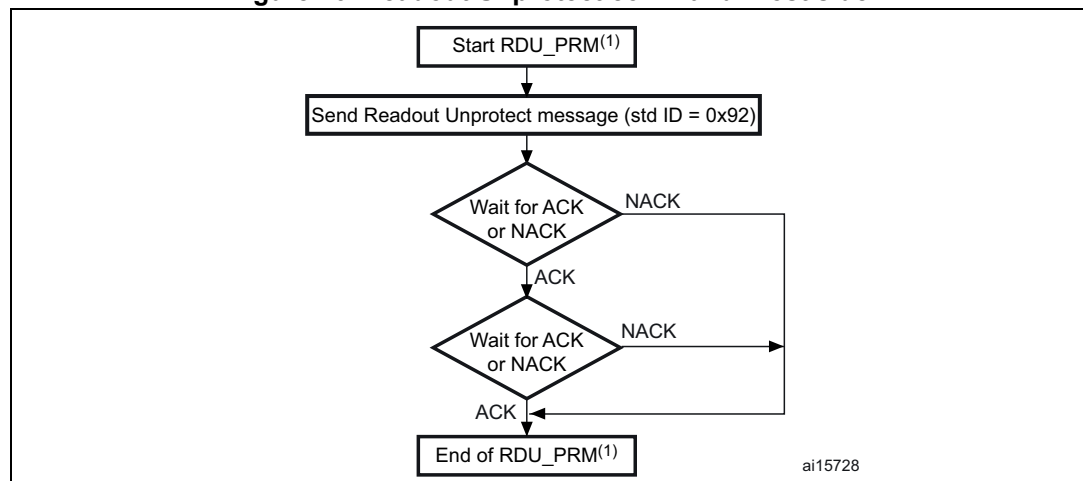 Start RDU_PRM(1)
Send Readout Unprotect message (std ID = 0x92)
Wait for ACK
or NACK
NACK
ACK
Wait for ACK
or NACK
NACK
ACK
End of RDU_PRM(1)
ai15728